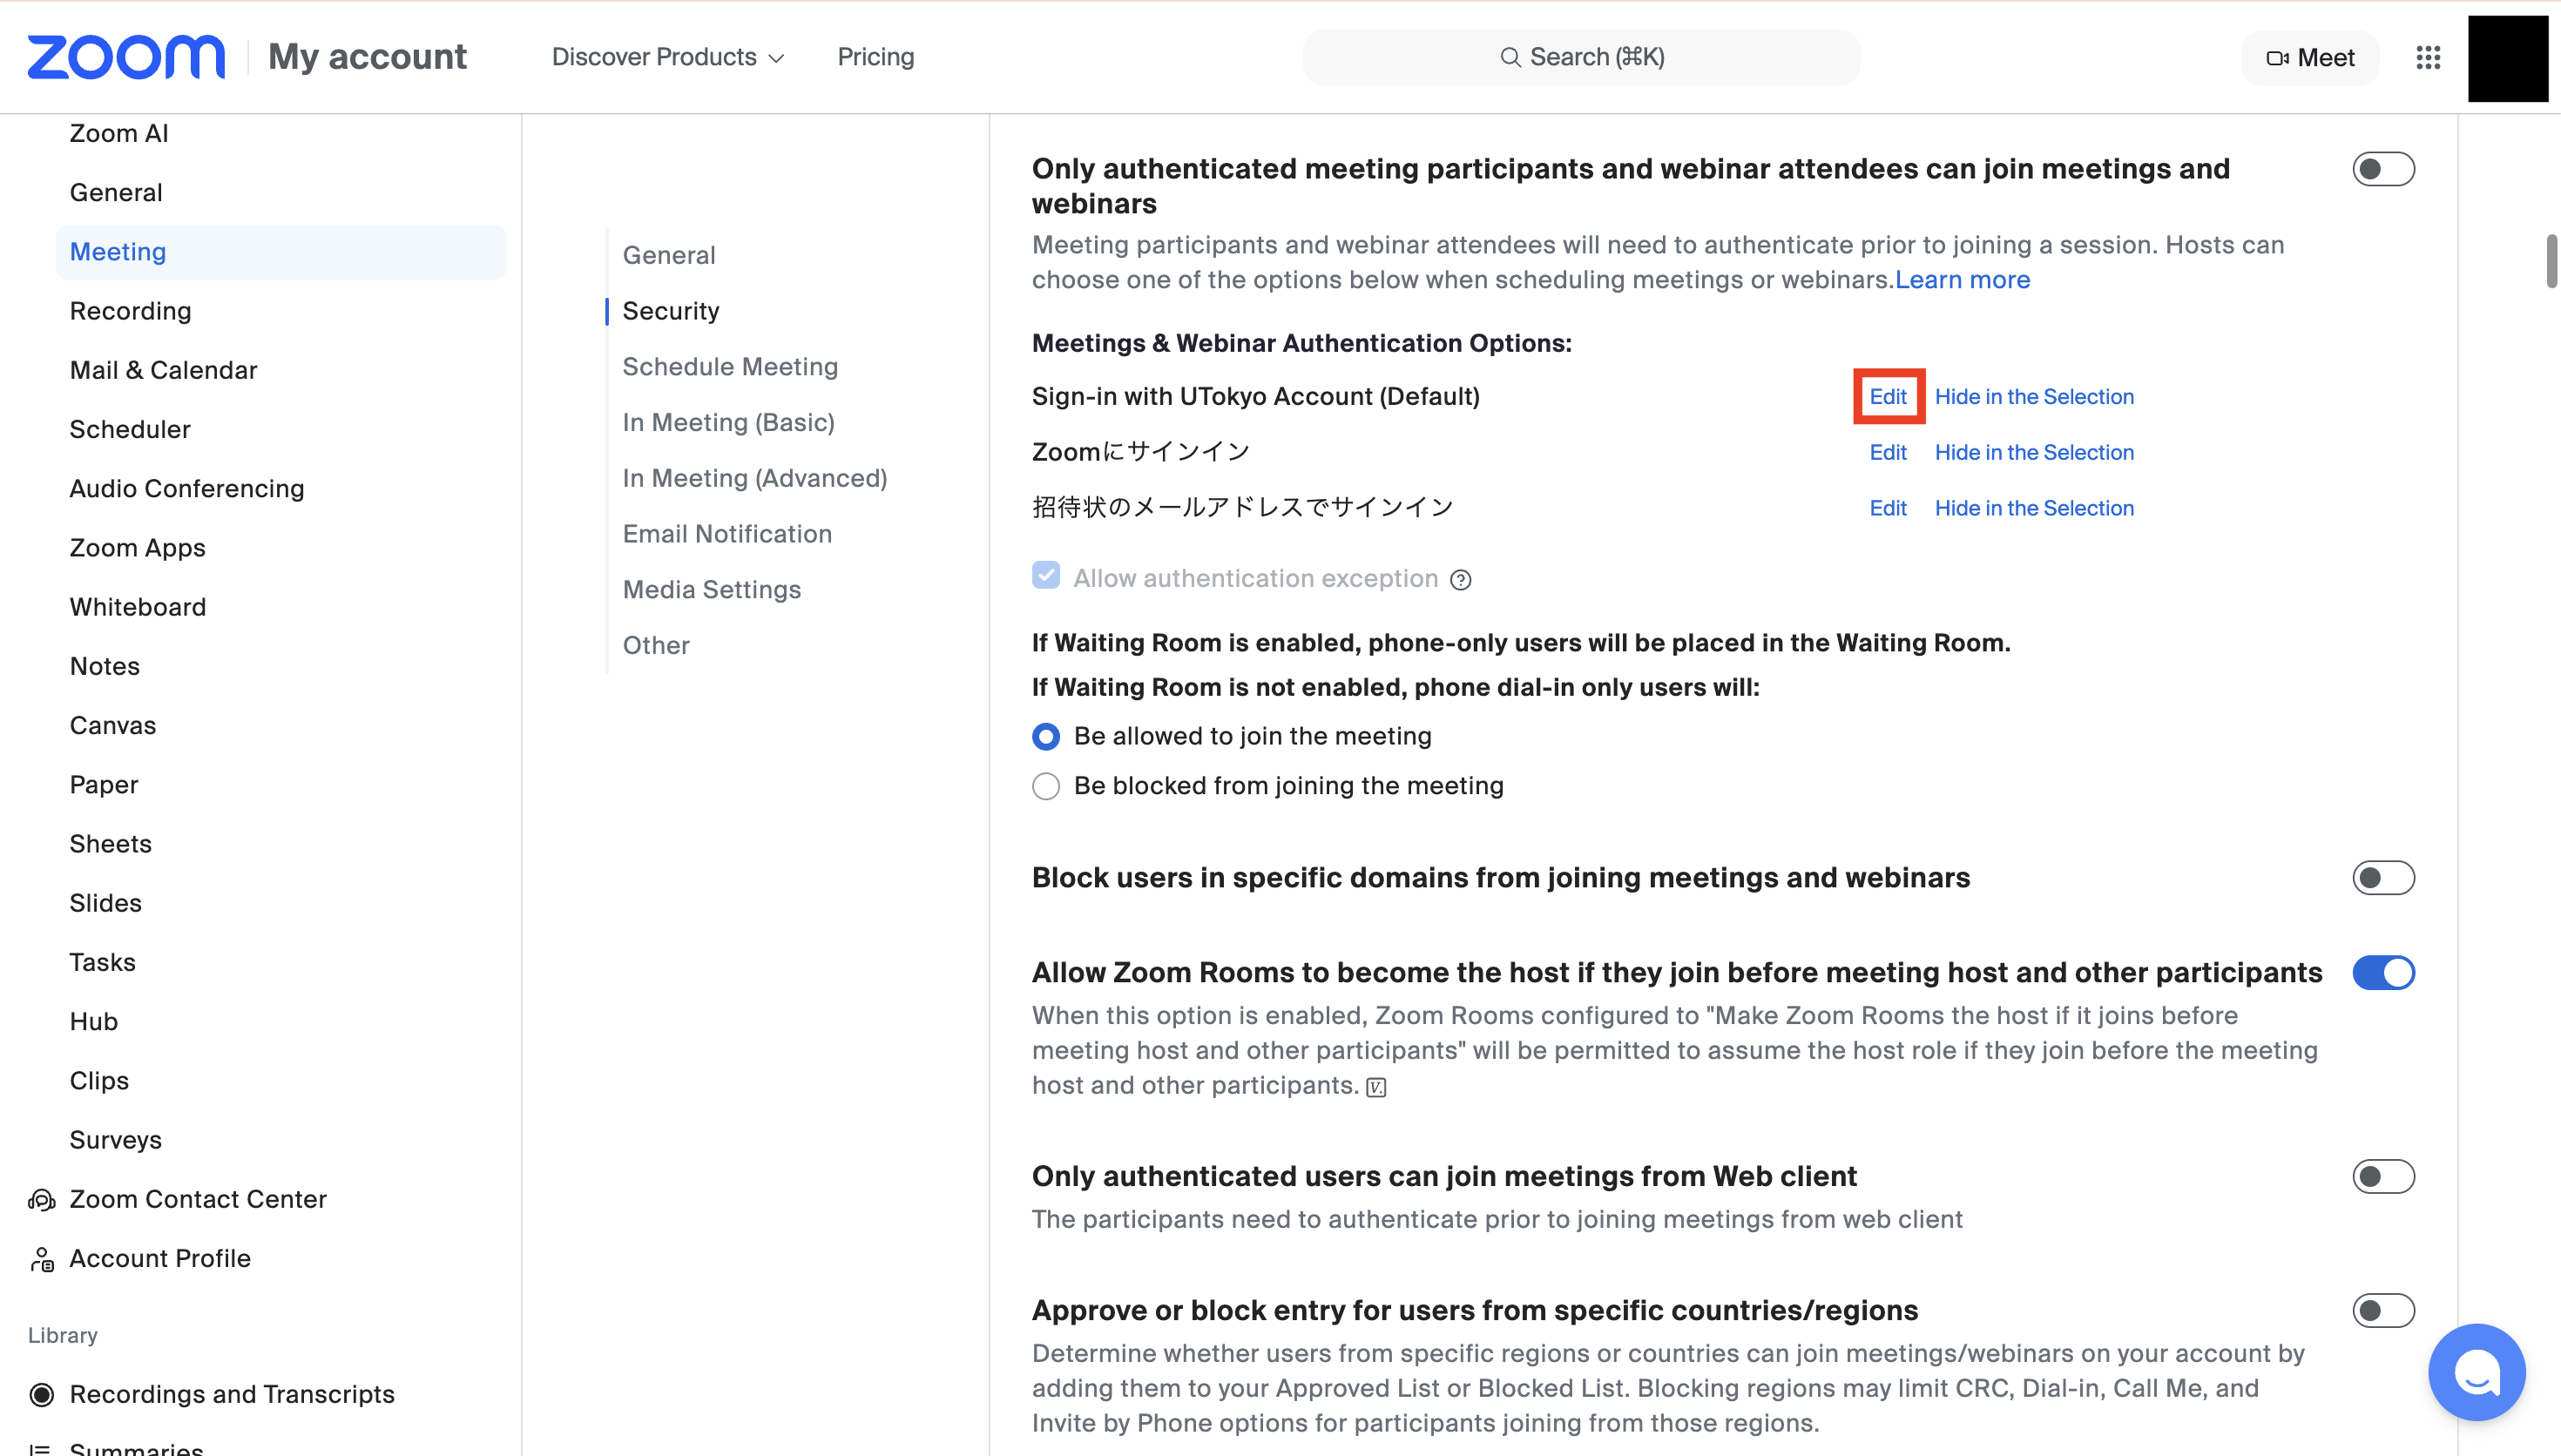 zoom My account Discover Products Pricing Search (⌘K) Meet
Zoom AI
General
Meeting
Recording
Mail & Calendar
Scheduler
Audio Conferencing
Zoom Apps
Whiteboard
Notes
Canvas
Paper
Sheets
Slides
Tasks
Hub
Clips
Surveys
Zoom Contact Center
Account Profile
Library
Recordings and Transcripts
Summaries
General
Security
Schedule Meeting
In Meeting (Basic)
In Meeting (Advanced)
Email Notification
Media Settings
Other
Only authenticated meeting participants and webinar attendees can join meetings and
webinars
Meeting participants and webinar attendees will need to authenticate prior to joining a session. Hosts can
choose one of the options below when scheduling meetings or webinars.Learn more
Meetings & Webinar Authentication Options:
Sign-in with UTokyo Account (Default) Edit Hide in the Selection
Zoomにサインイン Edit Hide in the Selection
招待状のメールアドレスでサインイン Edit Hide in the Selection
Allow authentication exception ?
If Waiting Room is enabled, phone-only users will be placed in the Waiting Room.
If Waiting Room is not enabled, phone dial-in only users will:
Be allowed to join the meeting
Be blocked from joining the meeting
Block users in specific domains from joining meetings and webinars
Allow Zoom Rooms to become the host if they join before meeting host and other participants
When this option is enabled, Zoom Rooms configured to "Make Zoom Rooms the host if it joins before
meeting host and other participants" will be permitted to assume the host role if they join before the meeting
host and other participants. V.
Only authenticated users can join meetings from Web client
The participants need to authenticate prior to joining meetings from web client
Approve or block entry for users from specific countries/regions
Determine whether users from specific regions or countries can join meetings/webinars on your account by
adding them to your Approved List or Blocked List. Blocking regions may limit CRC, Dial-in, Call Me, and
Invite by Phone options for participants joining from those regions.